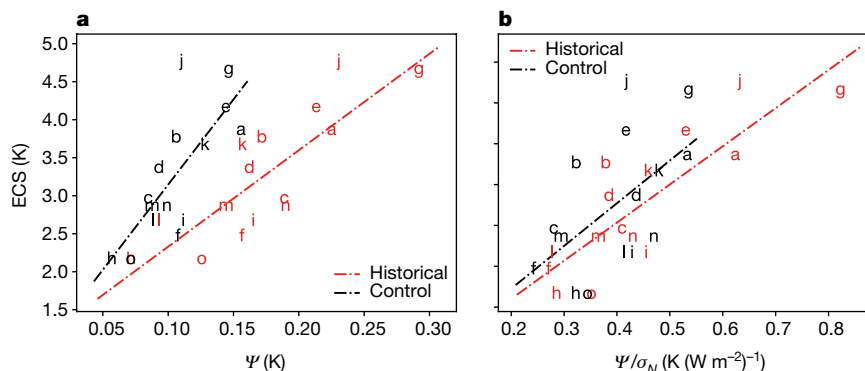 a
ECS (K)
5.0
4.5
4.0
3.5
3.0
2.5
2.0
1.5
j
j
g
g
e
e
a
a
b
b
k
k
d
d
c
c
m
m
n
n
l
l
i
i
f
f
h
h
o
o
Historical
Control
0.05 0.10 0.15 0.20 0.25 0.30
Ψ (K)
b
Historical
Control
j
j
g
g
e
e
a
a
b
b
k
k
d
d
c
c
m
m
n
n
l
l
i
i
f
f
h
h
o
o
0.2 0.3 0.4 0.5 0.6 0.7 0.8
Ψ/σ_N (K (W m⁻²)⁻¹)